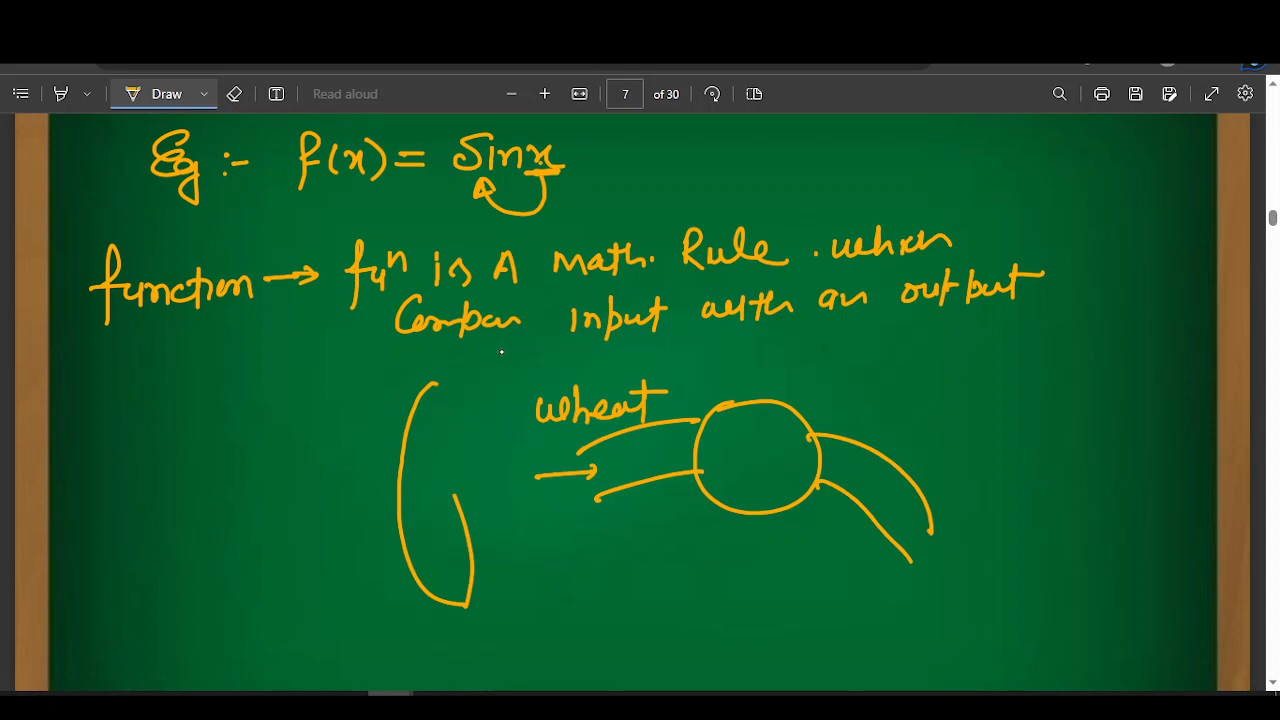 Draw
Read aloud
7 of 30
Eg :- f(x) = Sinx
function → fuⁿ is A math. Rule . which
Compar input with an output
wheat